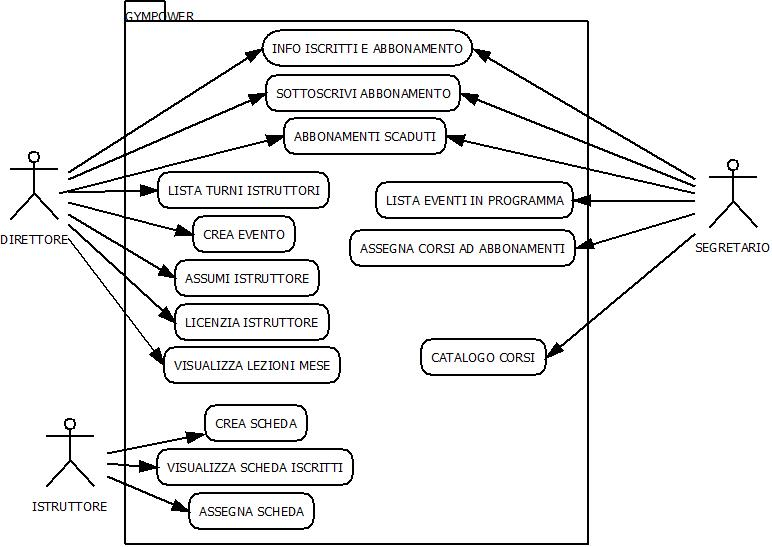 GYMPOWER
INFO ISCRITTI E ABBONAMENTO
SOTTOSCRIVI ABBONAMENTO
ABBONAMENTI SCADUTI
LISTA TURNI ISTRUTTORI
LISTA EVENTI IN PROGRAMMA
CREA EVENTO
DIRETTORE
ASSEGNA CORSI AD ABBONAMENTI
SEGRETARIO
ASSUMI ISTRUTTORE
LICENZIA ISTRUTTORE
CATALOGO CORSI
VISUALIZZA LEZIONI MESE
CREA SCHEDA
VISUALIZZA SCHEDA ISCRITTI
ISTRUTTORE
ASSEGNA SCHEDA